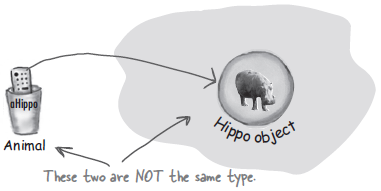 aHippo
Animal
Hippo object
These two are NOT the same type.